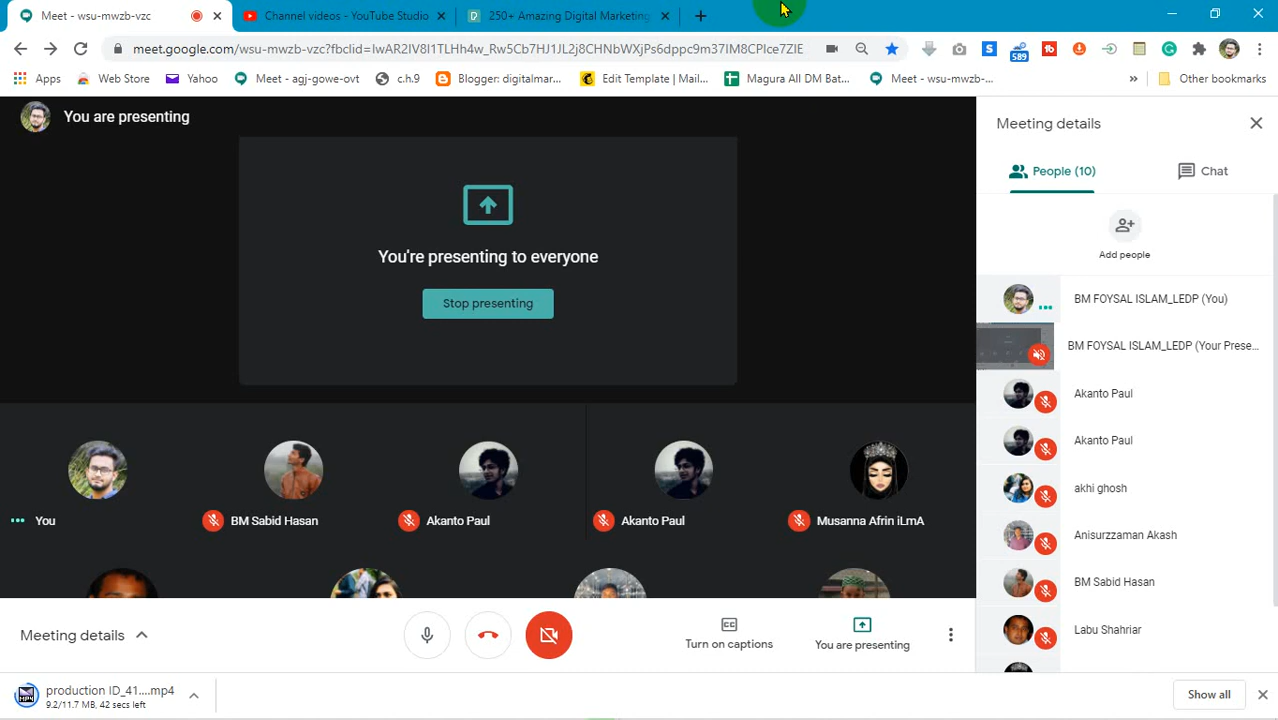 Meet - wsu-mwzb-vzc
Channel videos - YouTube Studio
250+ Amazing Digital Marketing
meet.google.com/wsu-mwzb-vzc?fbclid=IwAR2IV8I1TLHh4w_Rw5Cb7HJ1JL2j8CHNbWXjPs6dppc9m37IM8CPIce7ZIE
589
Apps
Web Store
Yahoo
Meet - agj-gowe-ovt
c.h.9
Blogger: digitalmar...
Edit Template | Mail...
Magura All DM Bat...
Meet - wsu-mwzb-...
»
Other bookmarks
You are presenting
You're presenting to everyone
Stop presenting
You
BM Sabid Hasan
Akanto Paul
Akanto Paul
Musanna Afrin iLmA
Meeting details
People (10)
Chat
Add people
BM FOYSAL ISLAM_LEDP (You)
BM FOYSAL ISLAM_LEDP (Your Prese...
Akanto Paul
Akanto Paul
akhi ghosh
Anisurzzaman Akash
BM Sabid Hasan
Labu Shahriar
Meeting details
Turn on captions
You are presenting
production ID_41....mp4
9.2/11.7 MB, 42 secs left
Show all